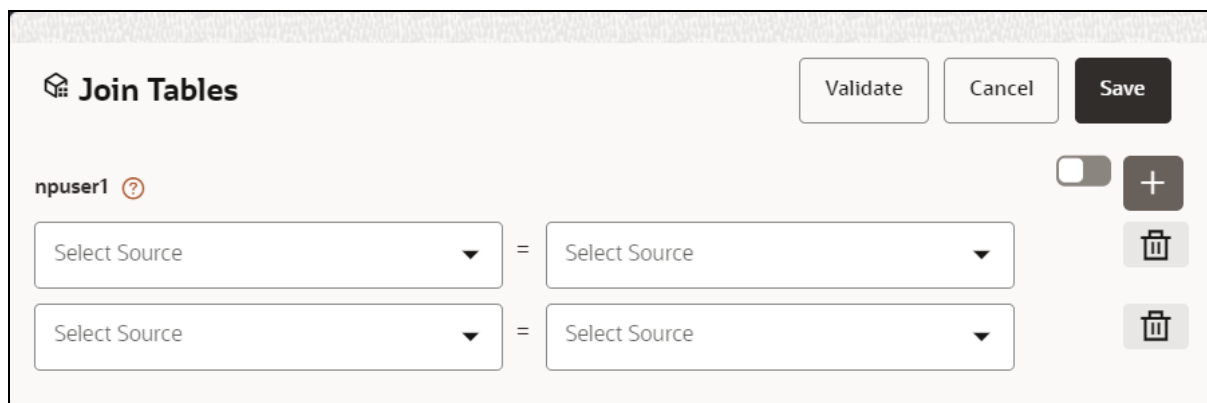 Join Tables
Validate Cancel Save
npuser1 ?
+
Select Source = Select Source
Select Source = Select Source